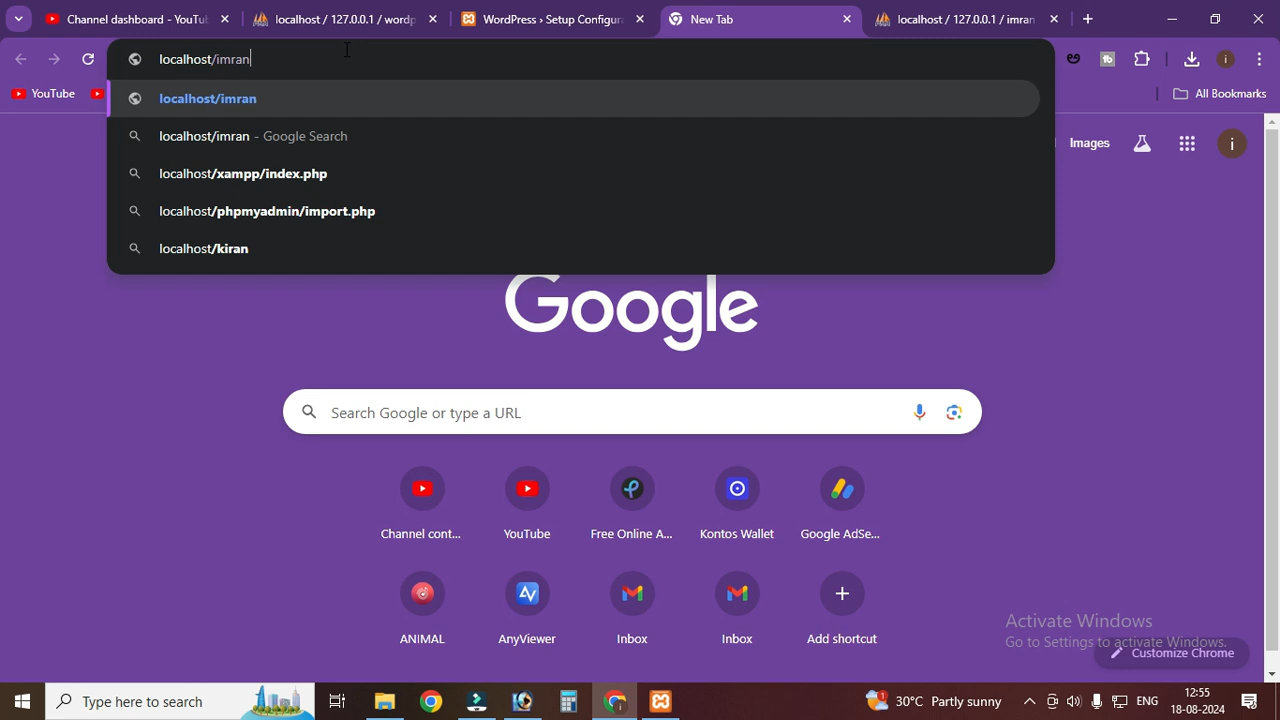 Channel dashboard - YouTu
localhost / 127.0.0.1 / wordp
WordPress › Setup Configura
New Tab
localhost / 127.0.0.1 / imran
localhost/imran
YouTube
All Bookmarks
localhost/imran
localhost/imran - Google Search
localhost/xampp/index.php
localhost/phpmyadmin/import.php
localhost/kiran
Images
i
Google
Search Google or type a URL
Channel cont...
YouTube
Free Online A...
Kontos Wallet
Google AdSe...
ANIMAL
AnyViewer
Inbox
Inbox
Add shortcut
Activate Windows
Go to Settings to activate Windows.
Customize Chrome
Type here to search
1
30°C Partly sunny
ENG
12:55
18-08-2024